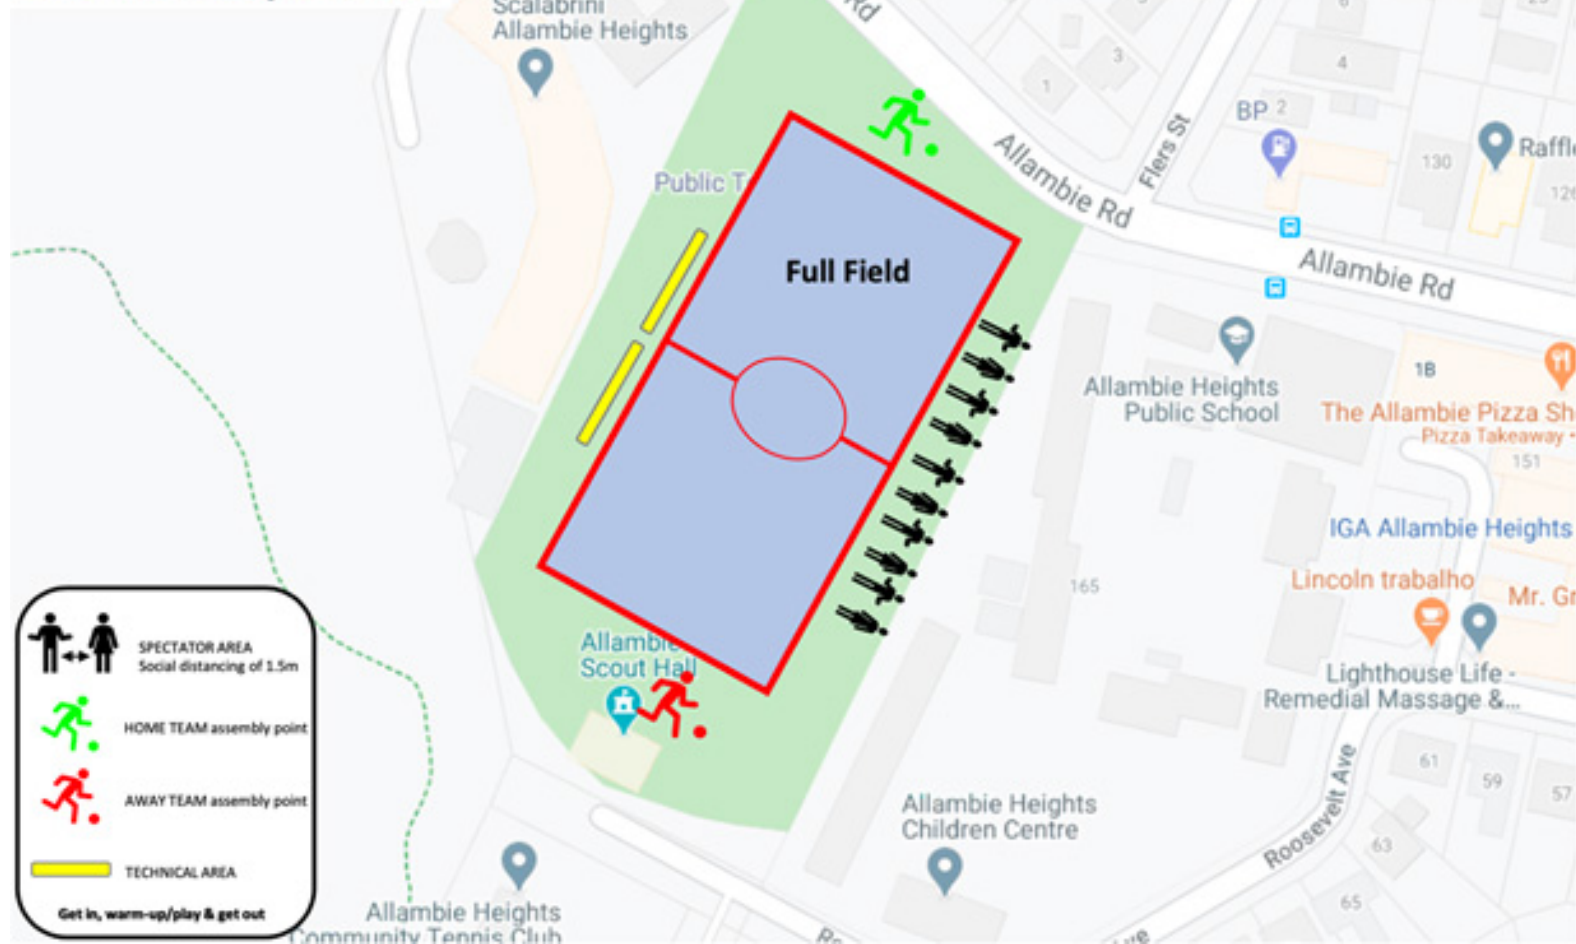 Scalabrini
Allambie Heights
Rd
3
1
4
6
Flers St
BP
2
130
126
Allambie Rd
Allambie Rd
Full Field
Allambie Heights
Public School
1B
The Allambie Pizza
Pizza Takeaway
151
IGA Allambie Heights
165
Lincoln trabalho
Mr.
Lighthouse Life -
Remedial Massage &...
Allambie
Scout Hall
SPECTATOR AREA
Social distancing of 1.5m
HOME TEAM assembly point
AWAY TEAM assembly point
TECHNICAL AREA
Get in, warm-up/play & get out
Allambie Heights
Children Centre
Roosevelt Ave
61
59
57
63
65
Allambie Heights
Community Tennis Club
Public